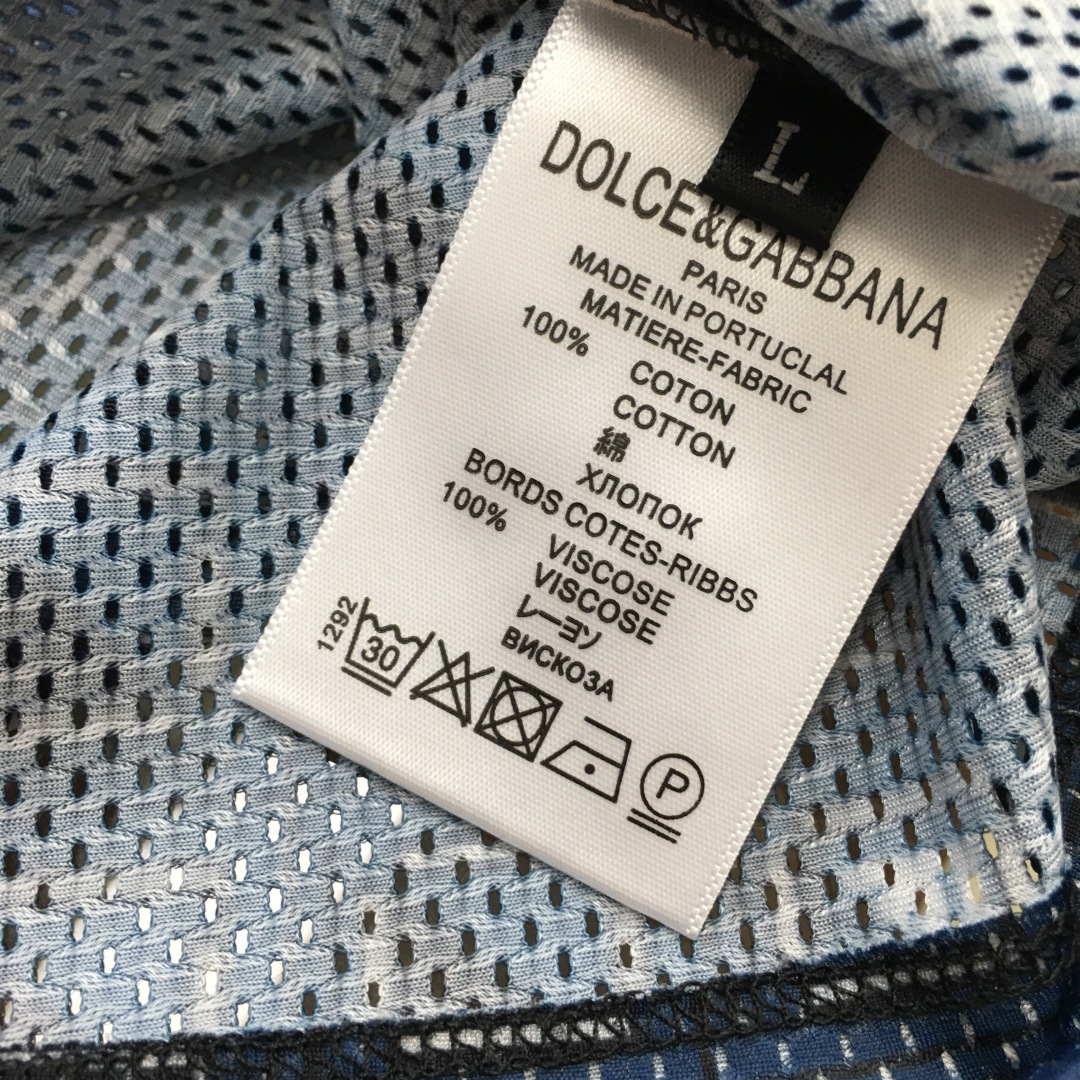 L
DOLCE&GABBANA
PARIS
MADE IN PORTUCLAL
MATIERE-FABRIC
100%
COTON
COTTON
綿
ХЛОПОК
BORDS COTES-RIBBS
100%
VISCOSE
VISCOSE
レーヨソ
ВИСКОЗА
1292
30
P